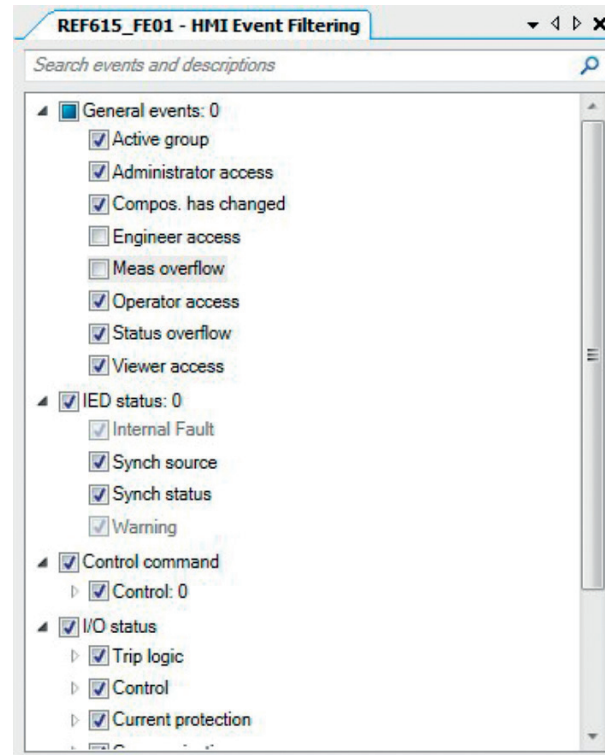 REF615_FE01 - HMI Event Filtering
Search events and descriptions
General events: 0
Active group
Administrator access
Compos. has changed
Engineer access
Meas overflow
Operator access
Status overflow
Viewer access
IED status: 0
Internal Fault
Synch source
Synch status
Warning
Control command
Control: 0
I/O status
Trip logic
Control
Current protection